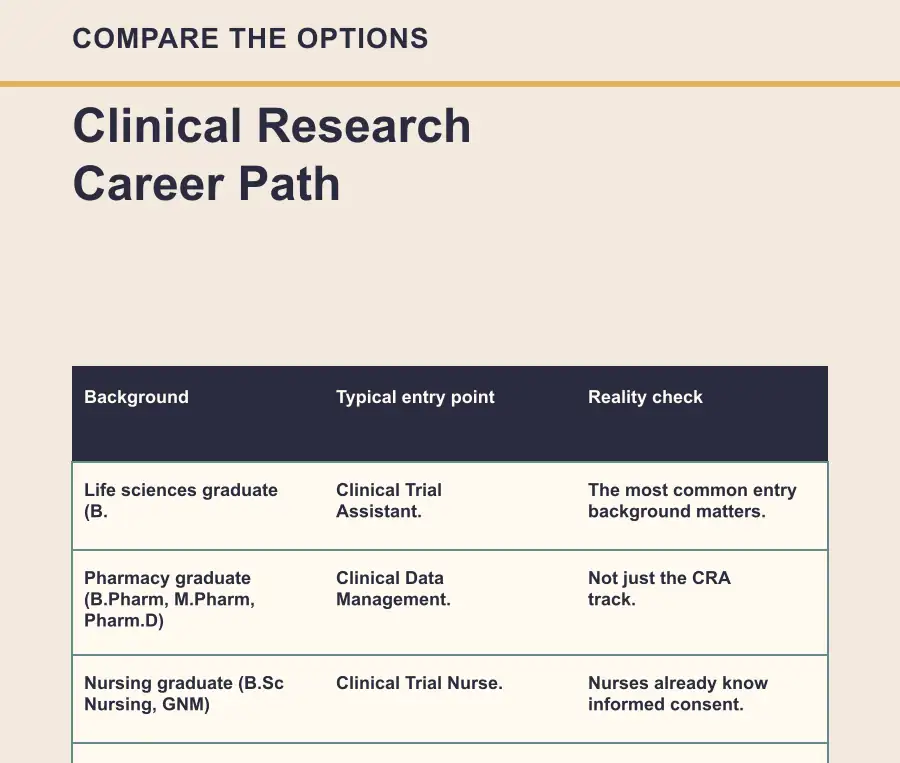 COMPARE THE OPTIONS
Clinical Research
Career Path
Background
Typical entry point
Reality check
Life sciences graduate
(B.
Clinical Trial
Assistant.
The most common entry
background matters.
Pharmacy graduate
(B.Pharm, M.Pharm,
Pharm.D)
Clinical Data
Management.
Not just the CRA
track.
Nursing graduate (B.Sc
Nursing, GNM)
Clinical Trial Nurse.
Nurses already know
informed consent.